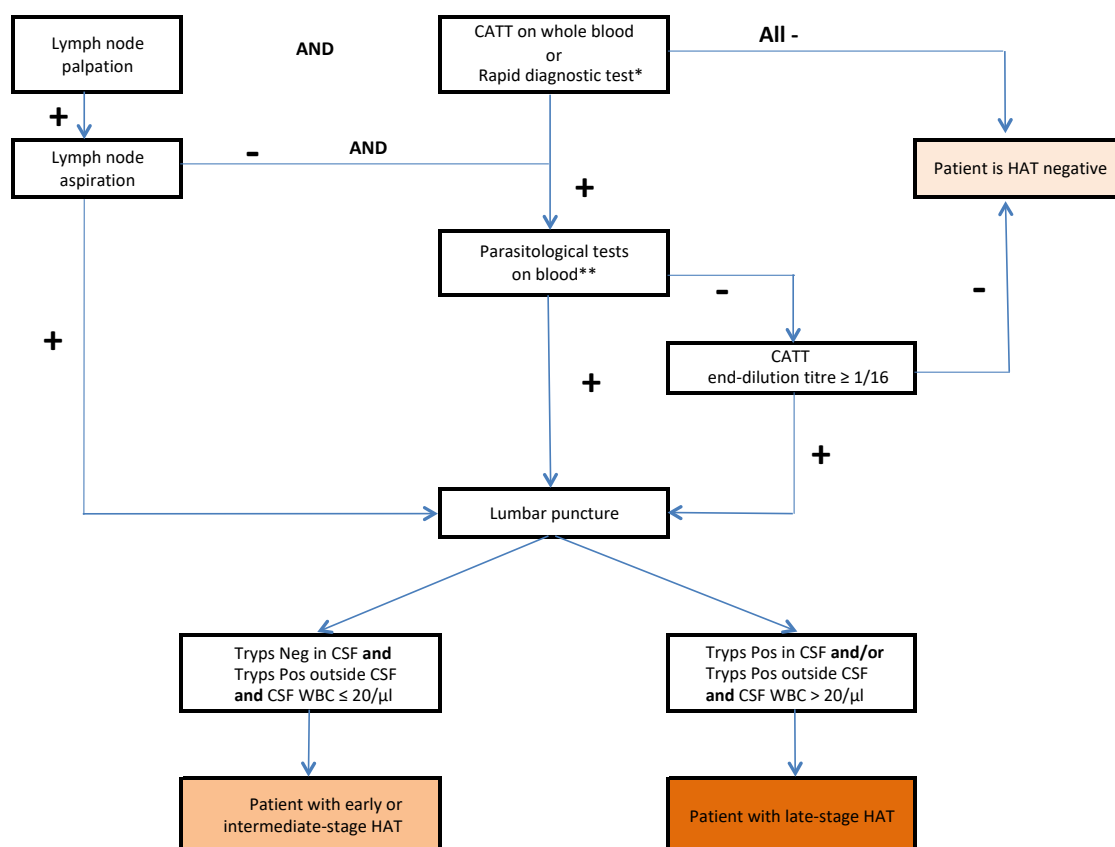 Lymph node
palpation
AND
CATT on whole blood
or
Rapid diagnostic test*
All -
+
Lymph node
aspiration
-
AND
Patient is HAT negative
+
Parasitological tests
on blood**
-
-
+
CATT
end-dilution titre ≥ 1/16
+
+
Lumbar puncture
Tryps Neg in CSF and
Tryps Pos outside CSF
and CSF WBC ≤ 20/µl
Tryps Pos in CSF and/or
Tryps Pos outside CSF
and CSF WBC > 20/µl
Patient with early or
intermediate-stage HAT
Patient with late-stage HAT